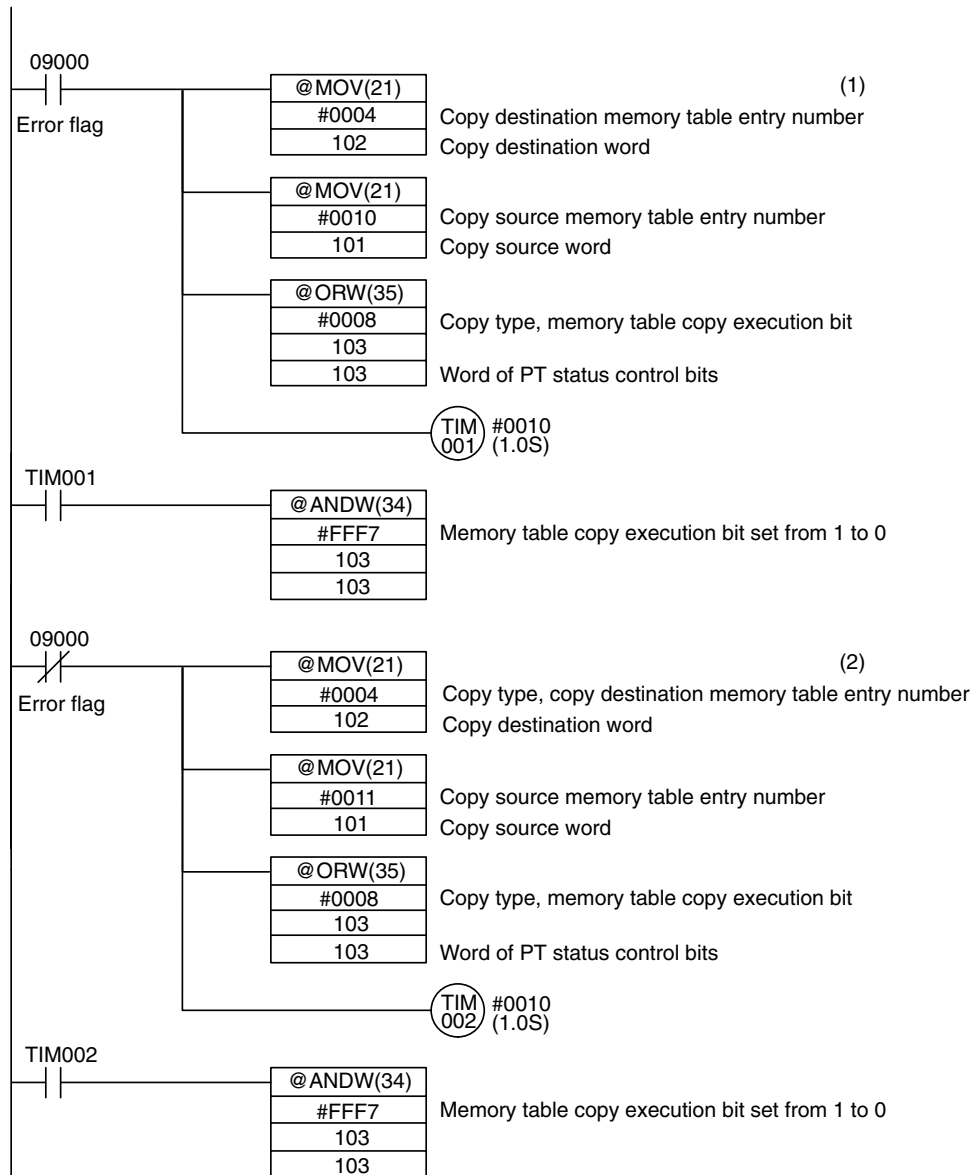 09000
Error flag
@MOV(21) (1)
#0004 Copy destination memory table entry number
102 Copy destination word
@MOV(21)
#0010 Copy source memory table entry number
101 Copy source word
@ORW(35)
#0008 Copy type, memory table copy execution bit
103
103 Word of PT status control bits
TIM #0010
001 (1.0S)
TIM001
@ANDW(34)
#FFF7 Memory table copy execution bit set from 1 to 0
103
103
09000
Error flag
@MOV(21) (2)
#0004 Copy type, copy destination memory table entry number
102 Copy destination word
@MOV(21)
#0011 Copy source memory table entry number
101 Copy source word
@ORW(35)
#0008 Copy type, memory table copy execution bit
103
103 Word of PT status control bits
TIM #0010
002 (1.0S)
TIM002
@ANDW(34)
#FFF7 Memory table copy execution bit set from 1 to 0
103
103